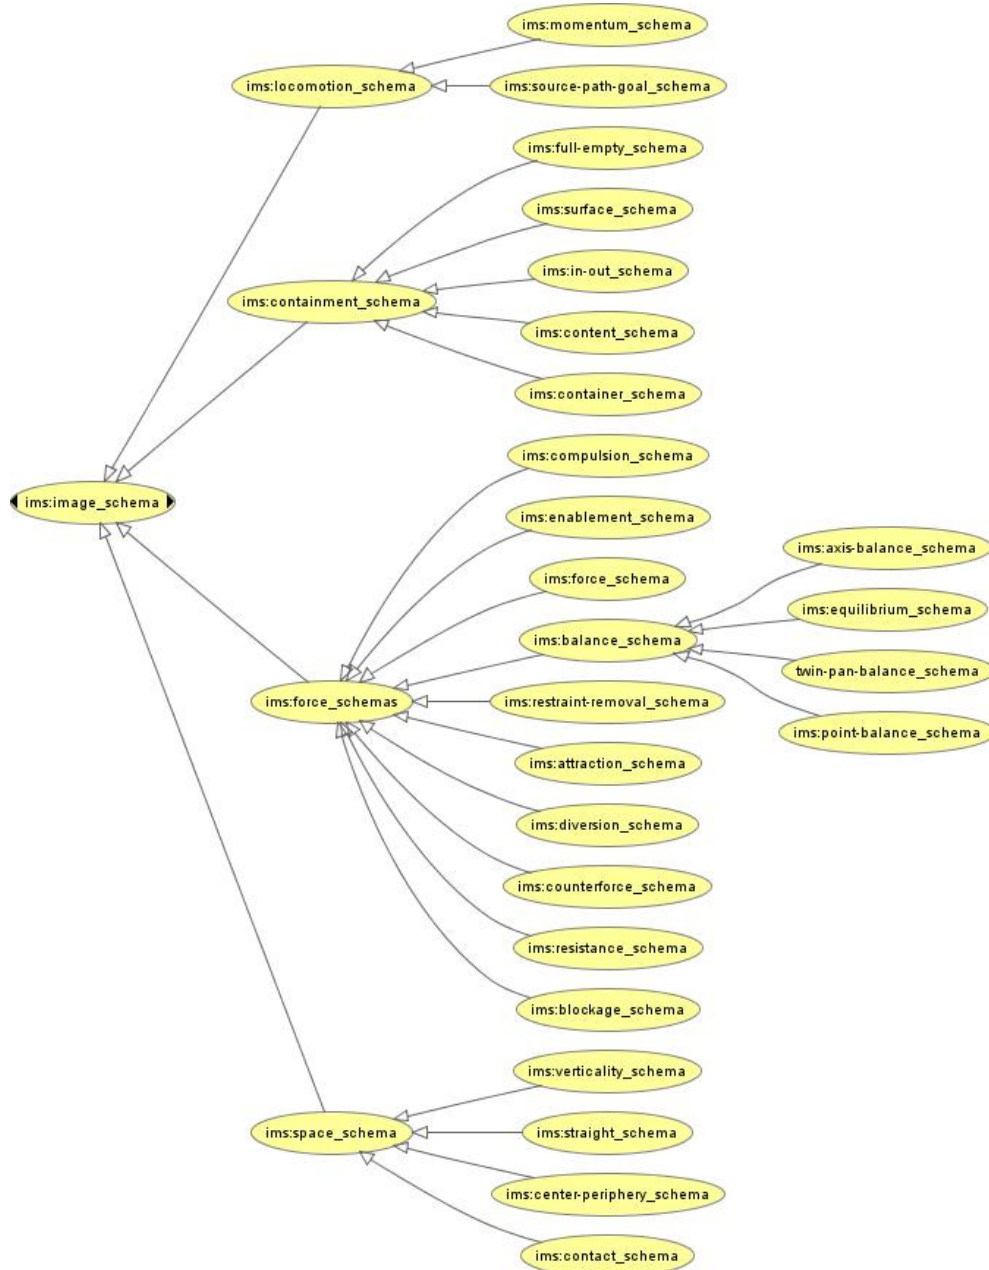 ims:momentum_schema
ims:locomotion_schema
ims:source-path-goal_schema
ims:full-empty_schema
ims:surface_schema
ims:in-out_schema
ims:containment_schema
ims:content_schema
ims:container_schema
ims:compulsion_schema
ims:image_schema
ims:enablement_schema
ims:axis-balance_schema
ims:force_schema
ims:equilibrium_schema
ims:balance_schema
twin-pan-balance_schema
ims:force_schemas
ims:restraint-removal_schema
ims:point-balance_schema
ims:attraction_schema
ims:diversion_schema
ims:counterforce_schema
ims:resistance_schema
ims:blockage_schema
ims:verticality_schema
ims:space_schema
ims:straight_schema
ims:center-periphery_schema
ims:contact_schema